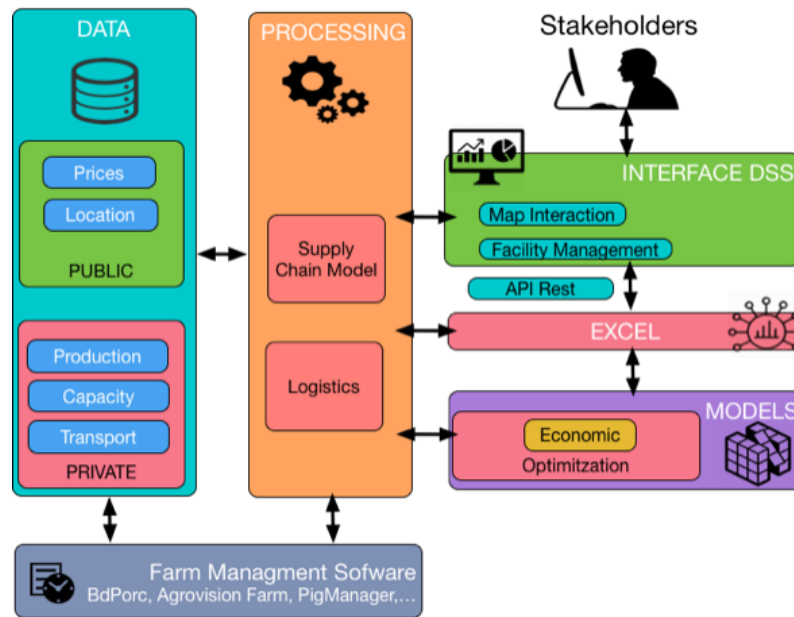 DATA
Prices
Location
PUBLIC
Production
Capacity
Transport
PRIVATE
PROCESSING
Supply
Chain Model
Logistics
Stakeholders
INTERFACE DSS
Map Interaction
Facility Management
API Rest
EXCEL
MODELS
Economic
Optimitzation
Farm Managment Sofware
BdPorc, Agrovision Farm, PigManager,...